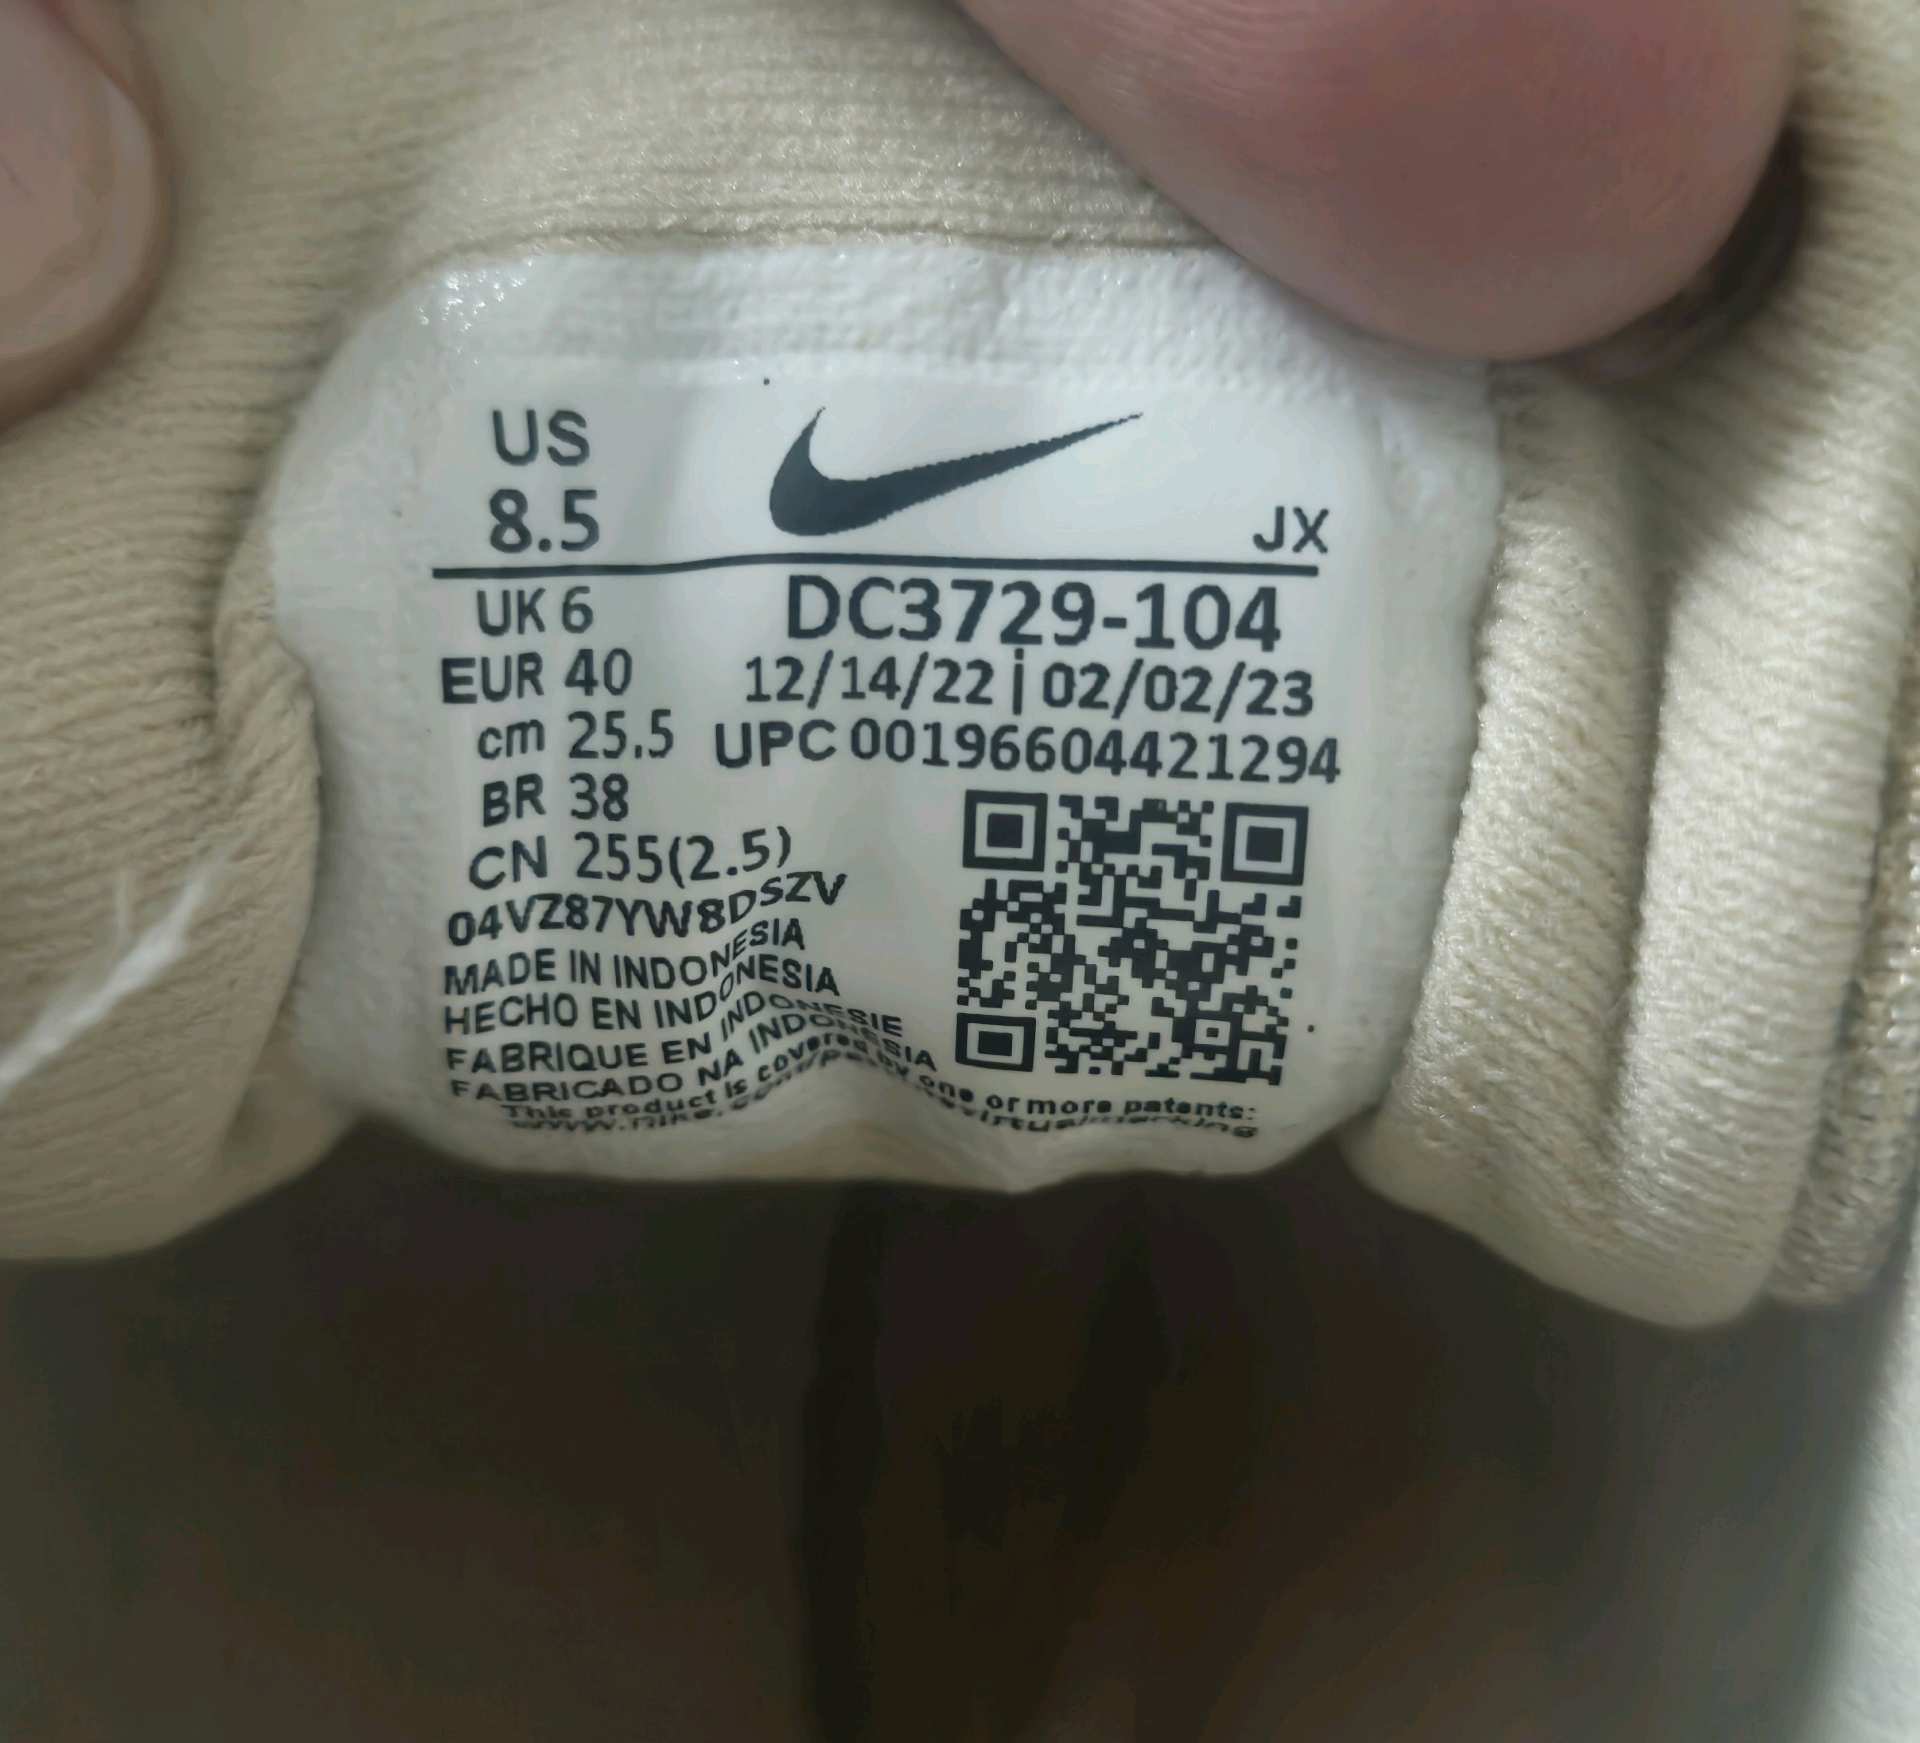 US
8.5
JX
UK 6
EUR 40
cm 25.5
BR 38
CN 255(2.5)
DC3729-104
12/14/22 | 02/02/23
UPC 00196604421294
04VZ87YW8DSZV
MADE IN INDONESIA
HECHO EN INDONESIA
FABRIQUE EN INDONESIE
FABRICADO NA INDONESIA
This product is covered by one or more patents: